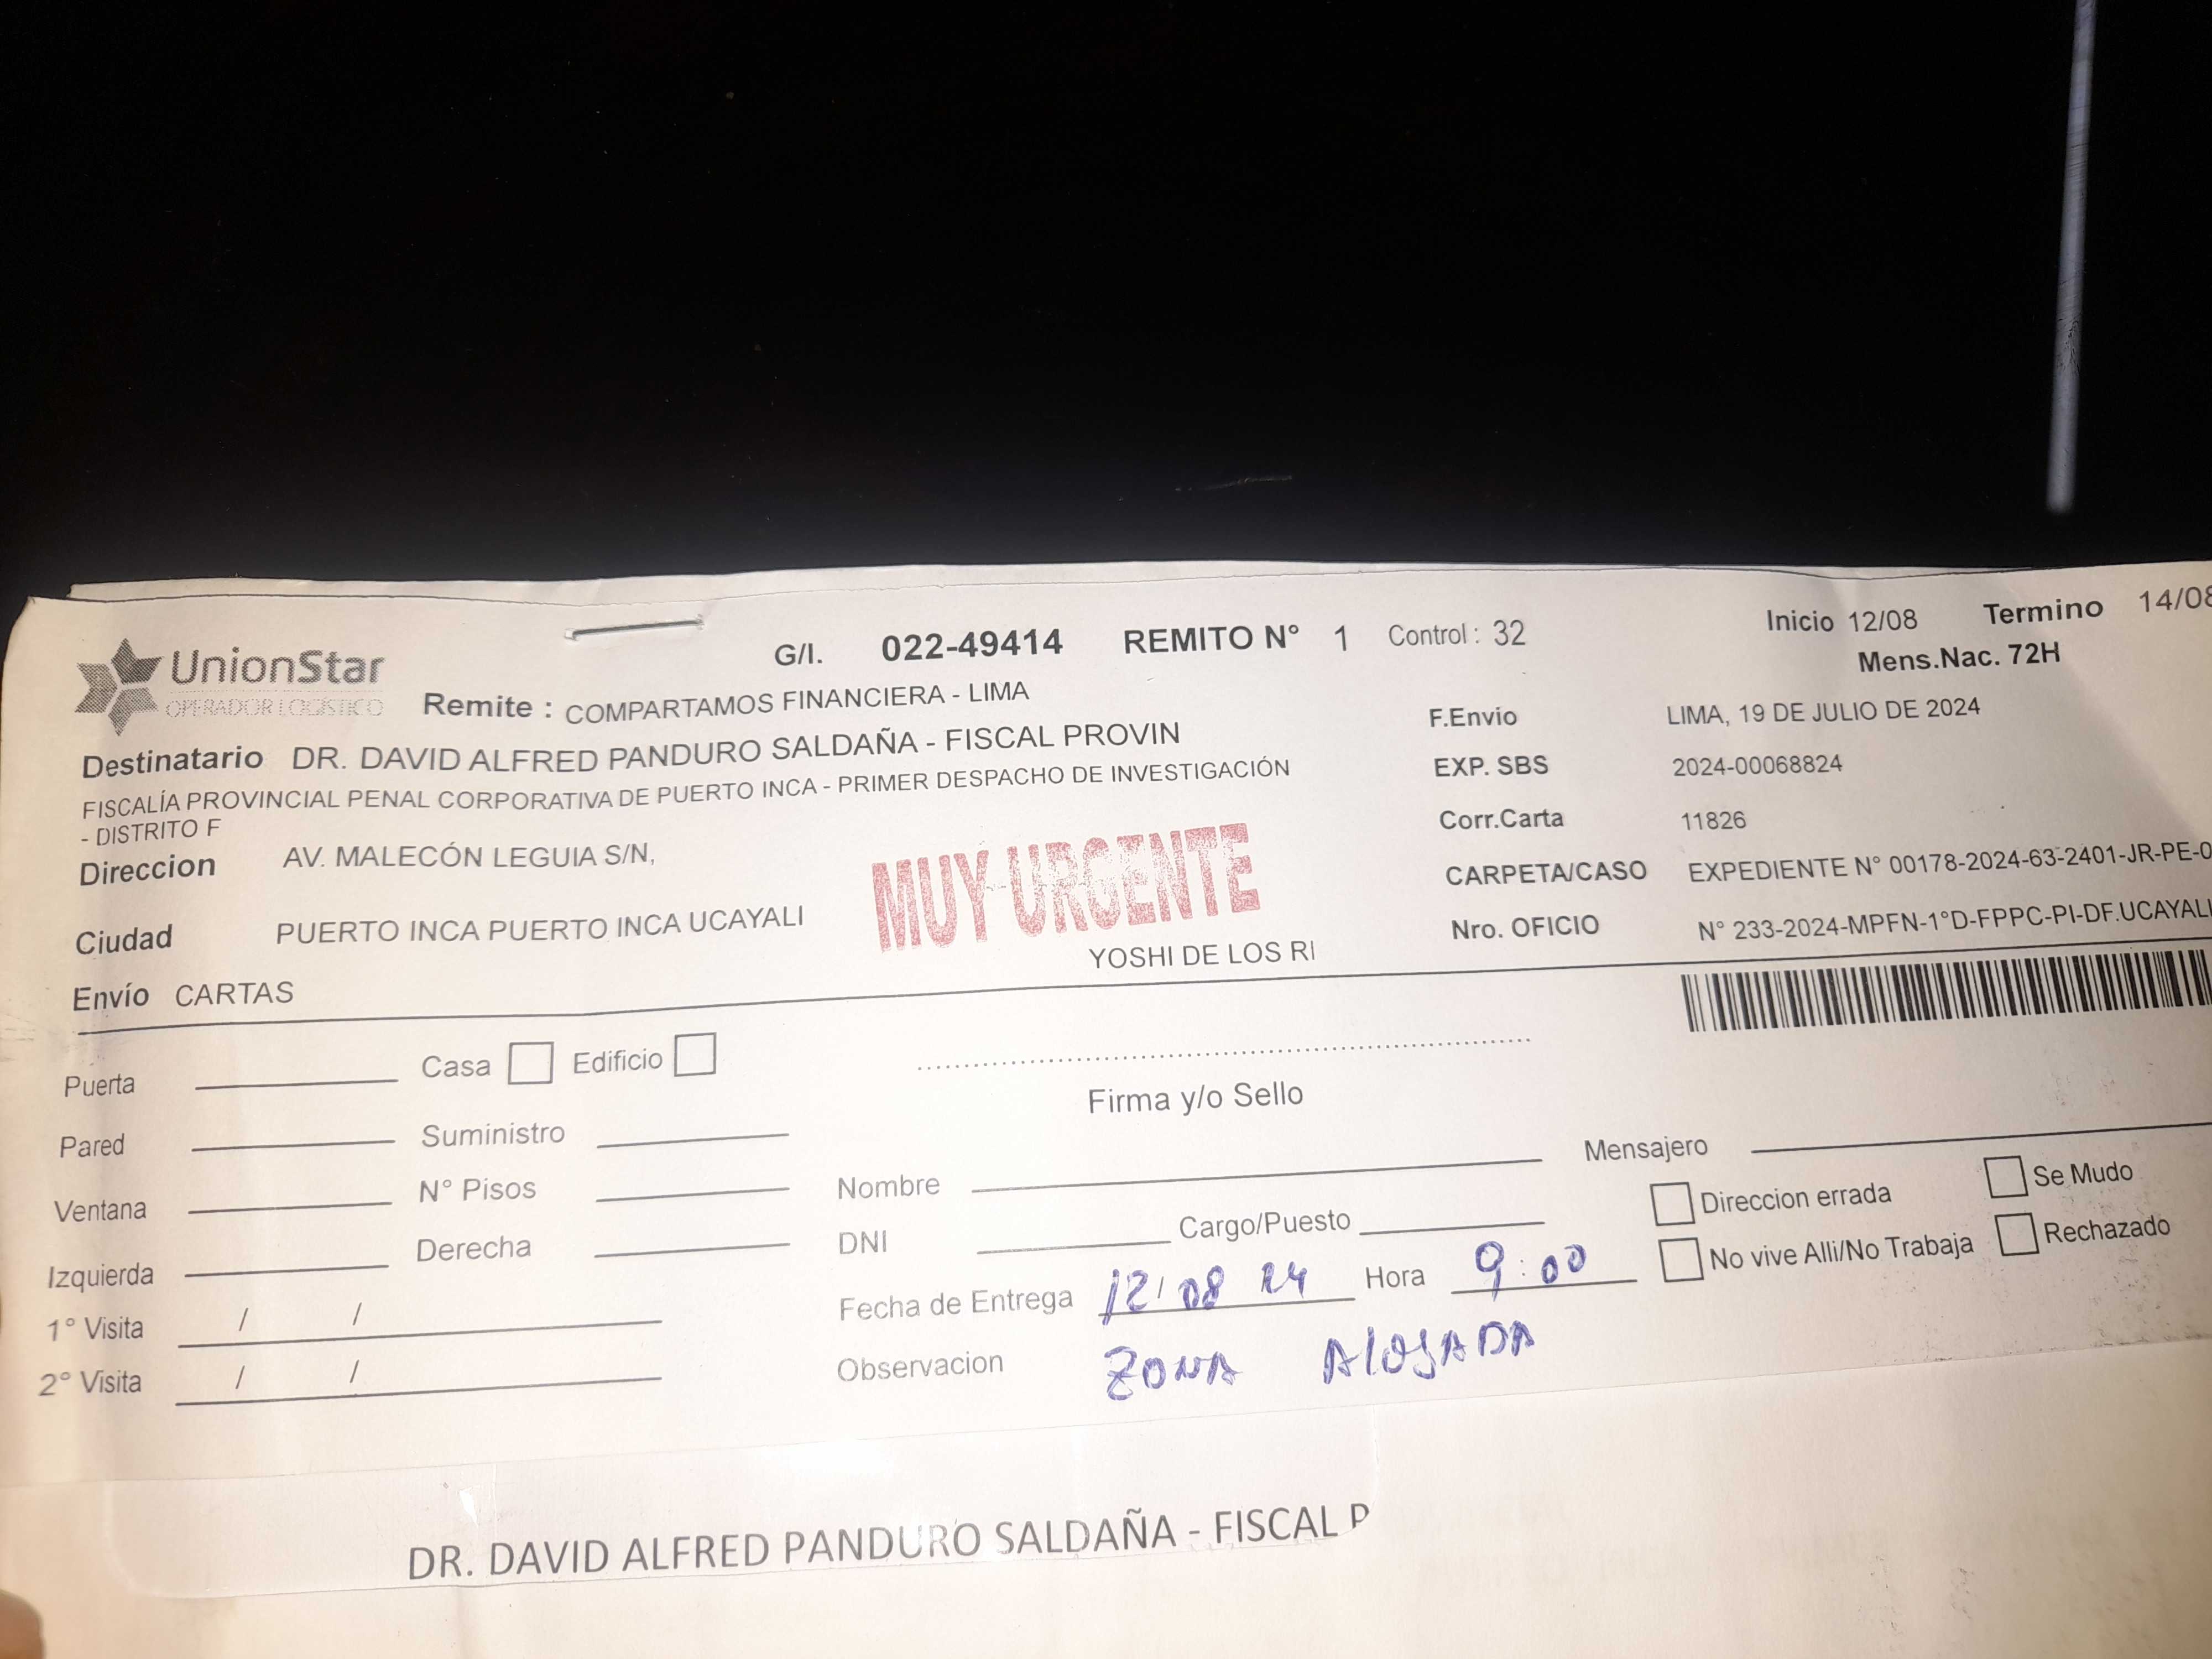 G/I. 022-49414 REMITO N° 1 Control : 32 Inicio 12/08 Termino 14/08
Mens.Nac. 72H
UnionStar
OPERADOR LOGÍSTICO
Remite : COMPARTAMOS FINANCIERA - LIMA
F.Envio LIMA, 19 DE JULIO DE 2024
Destinatario DR. DAVID ALFRED PANDURO SALDAÑA - FISCAL PROVIN
EXP. SBS 2024-00068824
FISCALÍA PROVINCIAL PENAL CORPORATIVA DE PUERTO INCA - PRIMER DESPACHO DE INVESTIGACIÓN
- DISTRITO F
Corr.Carta 11826
Direccion AV. MALECÓN LEGUIA S/N,
MUY URGENTE
CARPETA/CASO EXPEDIENTE N° 00178-2024-63-2401-JR-PE-0
Ciudad PUERTO INCA PUERTO INCA UCAYALI
Nro. OFICIO N° 233-2024-MPFN-1°D-FPPC-PI-DF.UCAYALI
YOSHI DE LOS RI
Envío CARTAS
Puerta Casa Edificio
Firma y/o Sello
Pared Suministro
Mensajero
Ventana N° Pisos Nombre
Direccion errada Se Mudo
Izquierda Derecha DNI Cargo/Puesto
No vive Alli/No Trabaja Rechazado
1° Visita / / Fecha de Entrega 12/08 24 Hora 9:00
2° Visita / / Observacion ZONA AlOJADA
DR. DAVID ALFRED PANDURO SALDAÑA - FISCAL P